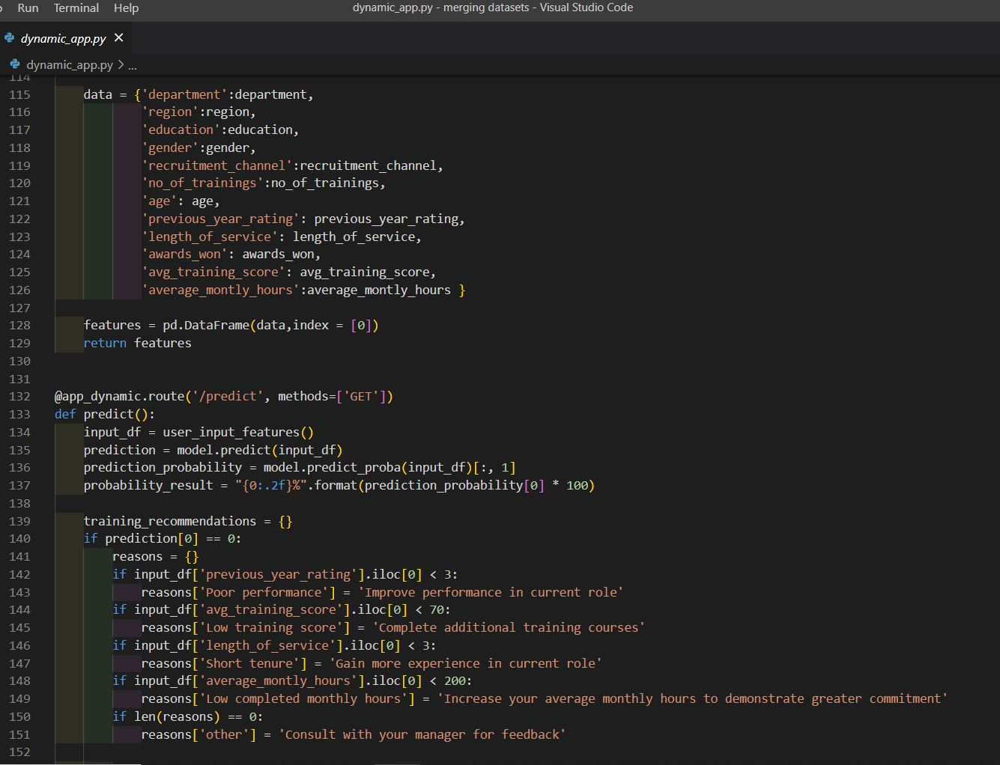 Run Terminal Help dynamic_app.py - merging datasets - Visual Studio Code
dynamic_app.py ×
dynamic_app.py > ...
114
115 data = {'department':department,
116 'region':region,
117 'education':education,
118 'gender':gender,
119 'recruitment_channel':recruitment_channel,
120 'no_of_trainings':no_of_trainings,
121 'age': age,
122 'previous_year_rating': previous_year_rating,
123 'length_of_service': length_of_service,
124 'awards_won': awards_won,
125 'avg_training_score': avg_training_score,
126 'average_montly_hours':average_montly_hours }
127
128 features = pd.DataFrame(data,index = [0])
129 return features
130
131
132 @app_dynamic.route('/predict', methods=['GET'])
133 def predict():
134 input_df = user_input_features()
135 prediction = model.predict(input_df)
136 prediction_probability = model.predict_proba(input_df)[:, 1]
137 probability_result = "{0:.2f}%".format(prediction_probability[0] * 100)
138
139 training_recommendations = {}
140 if prediction[0] == 0:
141 reasons = {}
142 if input_df['previous_year_rating'].iloc[0] < 3:
143 reasons['Poor performance'] = 'Improve performance in current role'
144 if input_df['avg_training_score'].iloc[0] < 70:
145 reasons['Low training score'] = 'Complete additional training courses'
146 if input_df['length_of_service'].iloc[0] < 3:
147 reasons['Short tenure'] = 'Gain more experience in current role'
148 if input_df['average_montly_hours'].iloc[0] < 200:
149 reasons['Low completed monthly hours'] = 'Increase your average monthly hours to demonstrate greater commitment'
150 if len(reasons) == 0:
151 reasons['other'] = 'Consult with your manager for feedback'
152